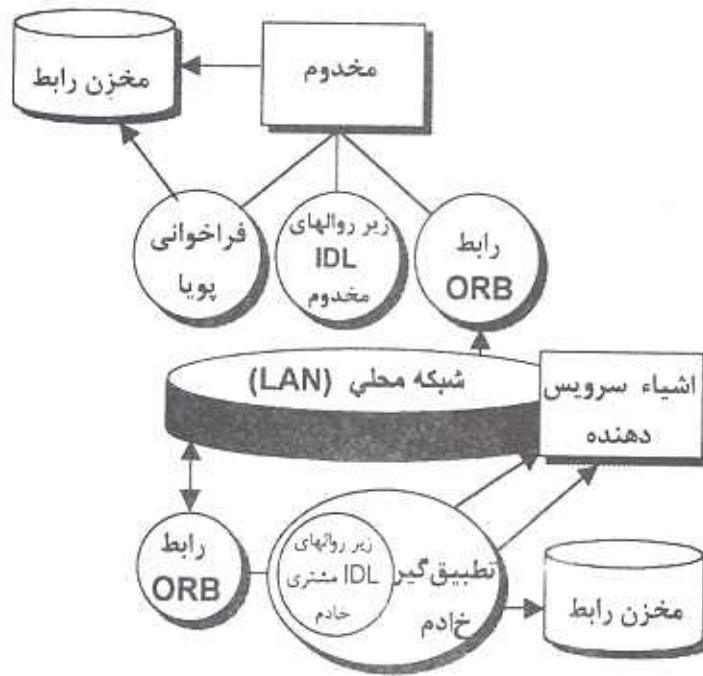 مخزن رابط
مخدوم
فراخوانی
پویا
زیر روالهای
IDL
مخدوم
رابط
ORB
شبکه محلي (LAN)
اشیاء سرویس
دهنده
رابط
ORB
زیر روالهای
IDL مشتری
خادم
تطبیق‌گیر
خادم
مخزن رابط